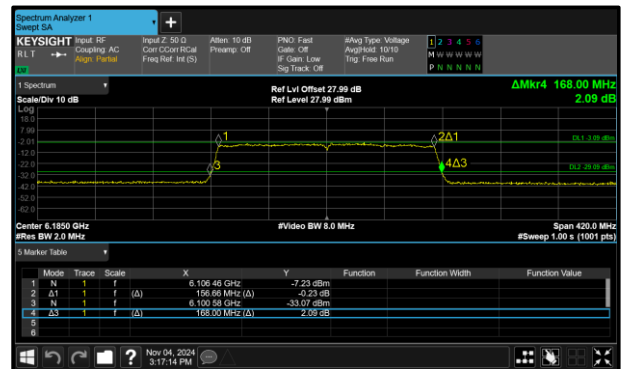 Spectrum Analyzer 1
Swept SA
+
KEYSIGHT Input: RF Input Z: 50 Ω Atten: 10 dB PNO: Fast #Avg Type: Voltage 1 2 3 4 5 6
RLT Coupling: AC Corr CCorr RCal Preamp: Off Gate: Off Avg|Hold: 10/10 M W W W W W
Align: Partial Freq Ref: Int (S) IF Gain: Low Trig: Free Run
Sig Track: Off P N N N N N
1 Spectrum Ref Lvl Offset 27.99 dB ΔMkr4 168.00 MHz
Scale/Div 10 dB Ref Level 27.99 dBm 2.09 dB
Log
18.0
7.99
-2.01 1 2Δ1 DL1 -3.09 dBm
-12.0
-22.0
-32.0 3 4Δ3 DL2 -29.09 dBm
-42.0
-52.0
-62.0
Center 6.1850 GHz #Video BW 8.0 MHz Span 420.0 MHz
#Res BW 2.0 MHz #Sweep 1.00 s (1001 pts)
5 Marker Table
Mode Trace Scale X Y Function Function Width Function Value
1 N 1 f 6.106 46 GHz -7.23 dBm
2 Δ1 1 f (Δ) 156.66 MHz (Δ) -0.23 dB
3 N 1 f 6.100 58 GHz -33.07 dBm
4 Δ3 1 f (Δ) 168.00 MHz (Δ) 2.09 dB
5
6
? Nov 04, 2024
3:17:14 PM